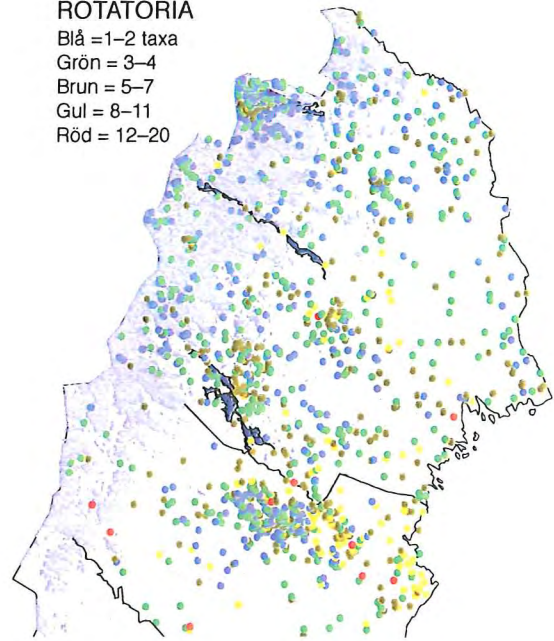 ROTATORIA
Blå =1–2 taxa
Grön = 3–4
Brun = 5–7
Gul = 8–11
Röd = 12–20